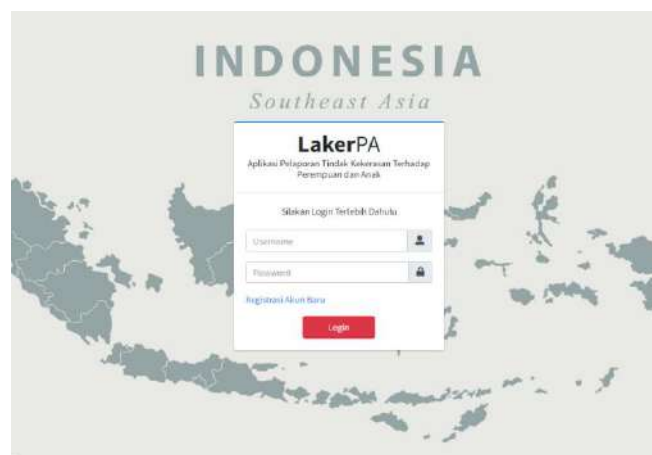 INDONESIA
Southeast Asia
LakerPA
Aplikasi Pelaporan Tindak Kekerasan Terhadap
Perempuan dan Anak
Silakan Login Terlebih Dahulu
Username
Password
Registrasi Akun Baru
Login